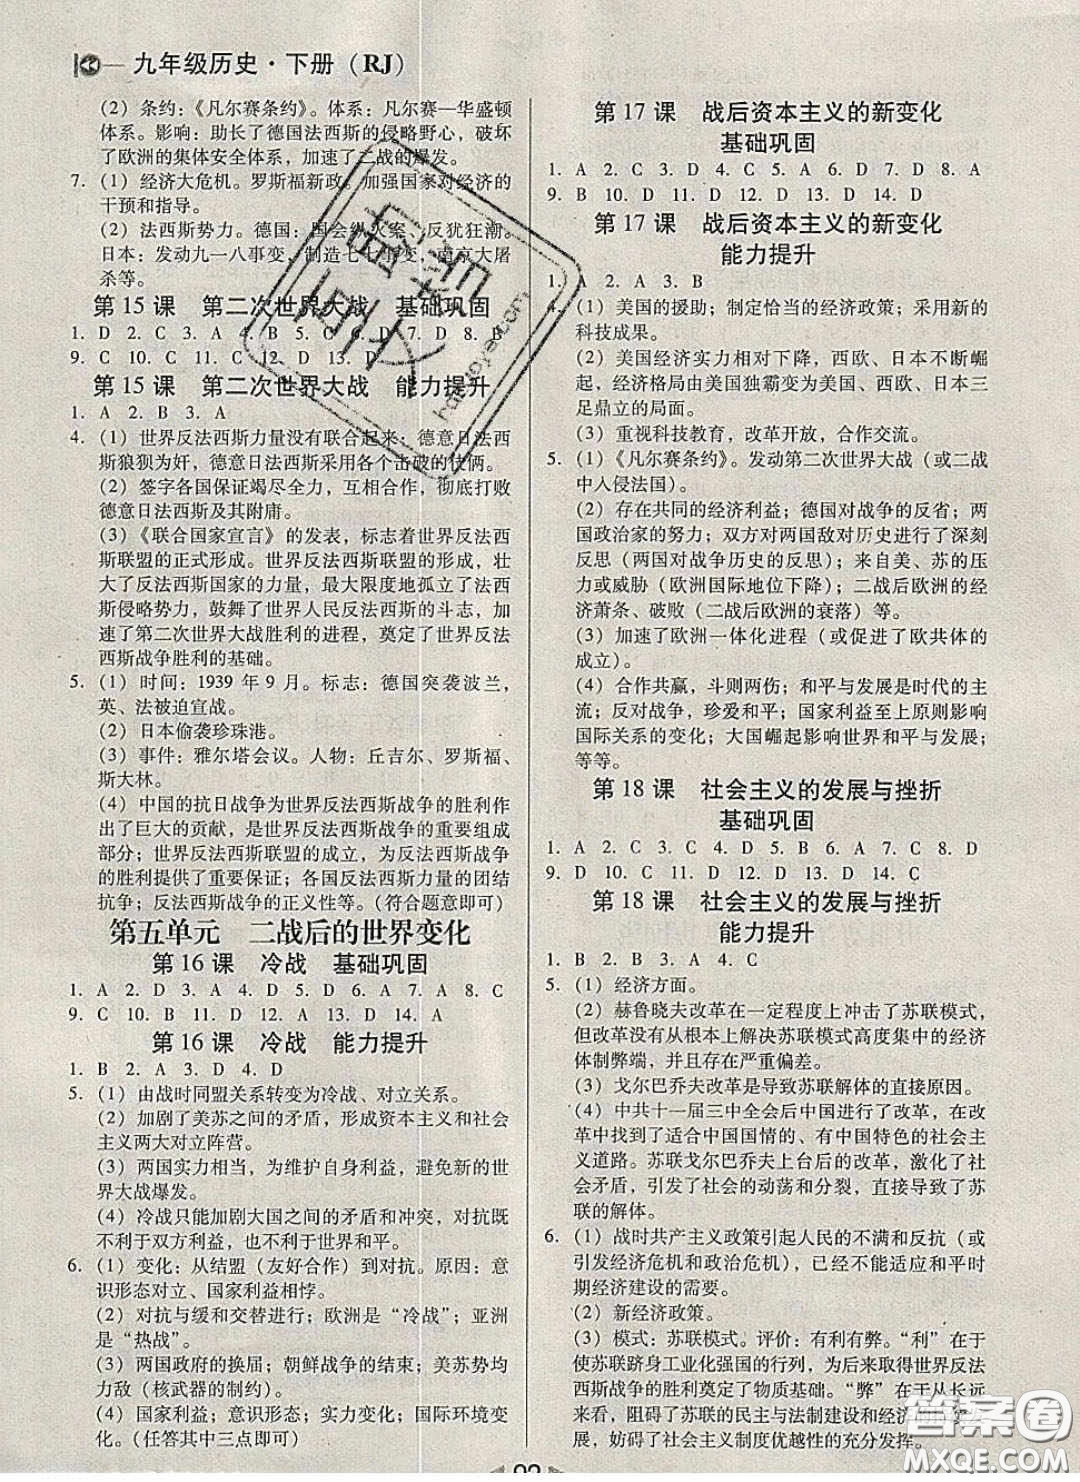 九年级历史·下册（RJ）
（2）条约：《凡尔赛条约》。体系：凡尔赛—华盛顿
体系。影响：助长了德国法西斯的侵略野心，破坏
了欧洲的集体安全体系，加速了二战的爆发。
7.（1）经济大危机。罗斯福新政。加强国家对经济的
干预和指导。
（2）法西斯势力。德国：国会纵火案、反犹狂潮。
日本：发动九一八事变、制造七七事变、南京大屠
杀等。
第 15 课 第二次世界大战 基础巩固
1. D 2. C 3. A 4. B 5. 6. D 7. D 8. B
9. C 10. C 11. C 12. D 13. D
第 15 课 第二次世界大战 能力提升
1. A 2. B 3. A
4.（1）世界反法西斯力量没有联合起来；德意日法西
斯狼狈为奸，德意日法西斯采用各个击破的伎俩。
（2）签字各国保证竭尽全力，互相合作，彻底打败
德意日法西斯及其附庸。
（3）《联合国家宣言》的发表，标志着世界反法西
斯联盟的正式形成。世界反法西斯联盟的形成，壮
大了反法西斯国家的力量，最大限度地孤立了法西
斯侵略势力，鼓舞了世界人民反法西斯的斗志，加
速了第二次世界大战胜利的进程，奠定了世界反法
西斯战争胜利的基础。
5.（1）时间：1939 年 9 月。标志：德国突袭波兰，
英、法被迫宣战。
（2）日本偷袭珍珠港。
（3）事件：雅尔塔会议。人物：丘吉尔、罗斯福、
斯大林。
（4）中国的抗日战争为世界反法西斯战争的胜利作
出了巨大的贡献，是世界反法西斯战争的重要组成
部分；世界反法西斯联盟的成立，为反法西斯战争
的胜利提供了重要保证；各国反法西斯力量的团结
抗争；反法西斯战争的正义性等。（符合题意即可）
第五单元 二战后的世界变化
第 16 课 冷战 基础巩固
1. A 2. D 3. A 4. D 5. C 6. A 7. A 8. C
9. C 10. B 11. D 12. A 13. D 14. A
第 16 课 冷战 能力提升
1. B 2. A 3. D 4. D
5.（1）由战时同盟关系转变为冷战、对立关系。
（2）加剧了美苏之间的矛盾，形成资本主义和社会
主义两大对立阵营。
（3）两国实力相当，为维护自身利益，避免新的世
界大战爆发。
（4）冷战只能加剧大国之间的矛盾和冲突，对抗既
不利于双方利益，也不利于世界和平。
6.（1）变化：从结盟（友好合作）到对抗。原因：意
识形态对立、国家利益相悖。
（2）对抗与缓和交替进行；欧洲是“冷战”；亚洲
是“热战”。
（3）两国政府的换届；朝鲜战争的结束；美苏势均
力敌（核武器的制约）。
（4）国家利益；意识形态；实力变化；国际环境变
化。（任答其中三点即可）
第 17 课 战后资本主义的新变化
基础巩固
1. A 2. C 3. D 4. C 5. A 6. D 7. D 8. A
9. B 10. D 11. D 12. D 13. D 14. D
第 17 课 战后资本主义的新变化
能力提升
1. A 2. A 3. B
4.（1）美国的援助；制定恰当的经济政策；采用新的
科技成果。
（2）美国经济实力相对下降，西欧、日本不断崛
起，经济格局由美国独霸变为美国、西欧、日本三
足鼎立的局面。
（3）重视科技教育，改革开放，合作交流。
5.（1）《凡尔赛条约》。发动第二次世界大战（或二战
中入侵法国）。
（2）存在共同的经济利益；德国对战争的反省；两
国政治家的努力；双方对两国敌对历史进行了深刻
反思（两国对战争历史的反思）；来自美、苏的压
力或威胁（欧洲国际地位下降）；二战后欧洲的经
济萧条、破败（二战后欧洲的衰落）等。
（3）加速了欧洲一体化进程（或促进了欧共体的
成立）。
（4）合作共赢，斗则两伤；和平与发展是时代的主
流；反对战争，珍爱和平；国家利益至上原则影响
国际关系的变化；大国崛起影响世界和平与发展；
等等。
第 18 课 社会主义的发展与挫折
基础巩固
1. A 2. C 3. C 4. D 5. B 6. A 7. C 8. D
9. D 10. C 11. D 12. D 13. A 14. C
第 18 课 社会主义的发展与挫折
能力提升
1. B 2. B 3. A 4. C
5.（1）经济方面。
（2）赫鲁晓夫改革在一定程度上冲击了苏联模式，
但改革没有从根本上解决苏联模式高度集中的经济
体制弊端，并且存在严重偏差。
（3）戈尔巴乔夫改革是苏联解体的直接原因。
（4）中共十一届三中全会后中国进行了改革，在改
革中找到了适合中国国情的、有中国特色的社会主
义道路。苏联戈尔巴乔夫上台后的改革，激化了社
会矛盾，引发了社会的动荡和分裂，直接导致了苏
联的解体。
6.（1）战时共产主义政策引起人民的不满和反抗（或
引发经济危机和政治危机），已经不能适应和平时
期经济建设的需要。
（2）新经济政策。
（3）模式：苏联模式。评价：有利有弊。“利”在于
使苏联跻身工业化强国的行列，为后来取得世界反法
西斯战争的胜利奠定了物质基础。“弊”在于从长远
来看，阻碍了苏联的民主与法制建设和经济的发
展，妨碍了社会主义制度优越性的充分发挥。
答案圈
MXQE.COM